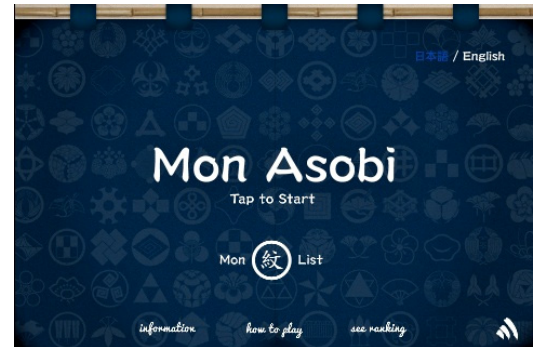 日本語 / English
Mon Asobi
Tap to Start
Mon 紋 List
information how to play see ranking